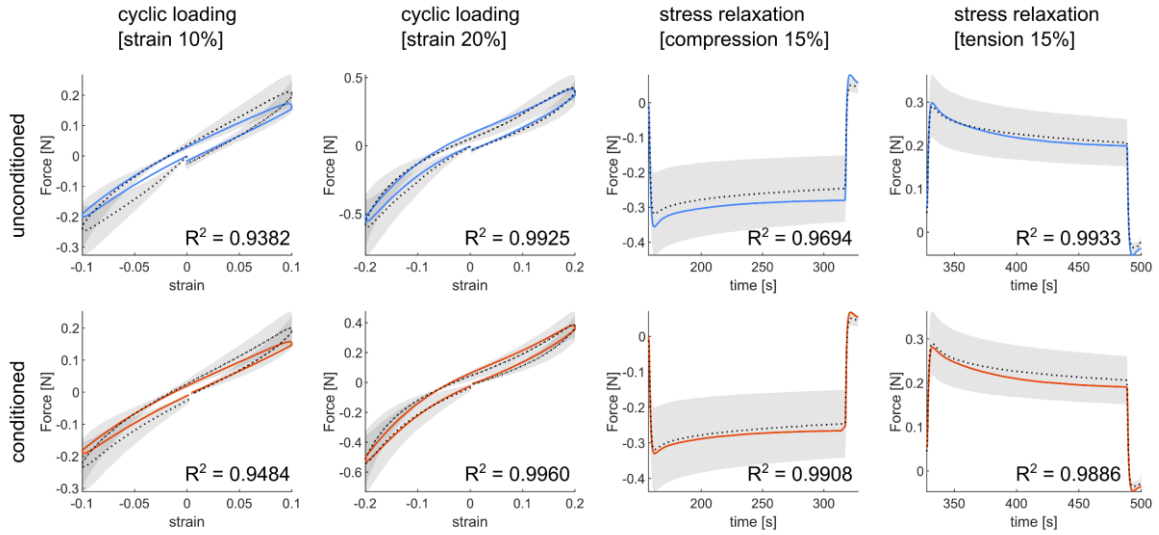 cyclic loading
[strain 10%]
cyclic loading
[strain 20%]
stress relaxation
[compression 15%]
stress relaxation
[tension 15%]
unconditioned
Force [N]
0.2
0.1
0
-0.1
-0.2
-0.3
-0.1
-0.05
0
0.05
0.1
strain
R² = 0.9382
Force [N]
0.5
0
-0.5
-0.2
-0.1
0
0.1
0.2
strain
R² = 0.9925
Force [N]
0
-0.1
-0.2
-0.3
-0.4
200
250
300
time [s]
R² = 0.9694
Force [N]
0.3
0.2
0.1
0
350
400
450
500
time [s]
R² = 0.9933
conditioned
Force [N]
0.2
0.1
0
-0.1
-0.2
-0.3
-0.1
-0.05
0
0.05
0.1
strain
R² = 0.9484
Force [N]
0.4
0.2
0
-0.2
-0.4
-0.6
-0.2
-0.1
0
0.1
0.2
strain
R² = 0.9960
Force [N]
0
-0.1
-0.2
-0.3
-0.4
200
250
300
time [s]
R² = 0.9908
Force [N]
0.3
0.2
0.1
0
350
400
450
500
time [s]
R² = 0.9886